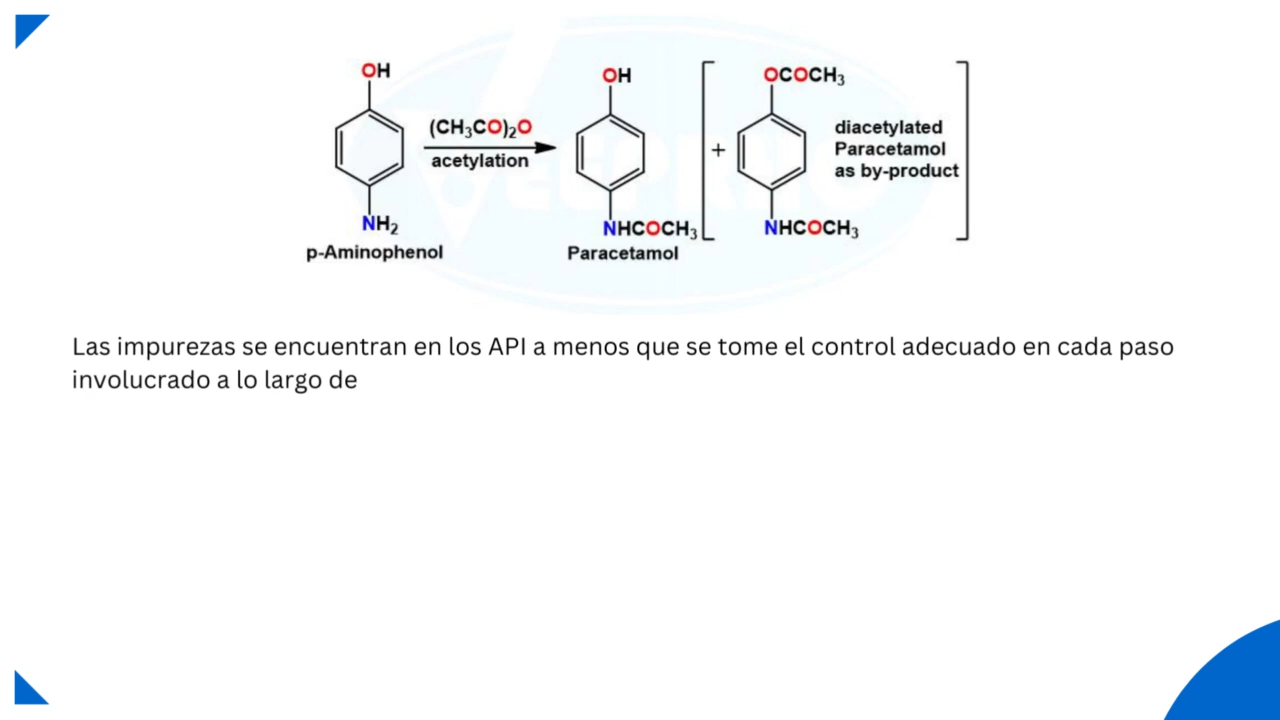 OH
(CH₃CO)₂O
acetylation
NH₂
p-Aminophenol
OH
NHCOCH₃
Paracetamol
+
OCOCH₃
NHCOCH₃
diacetylated
Paracetamol
as by-product
Las impurezas se encuentran en los API a menos que se tome el control adecuado en cada paso
involucrado a lo largo de